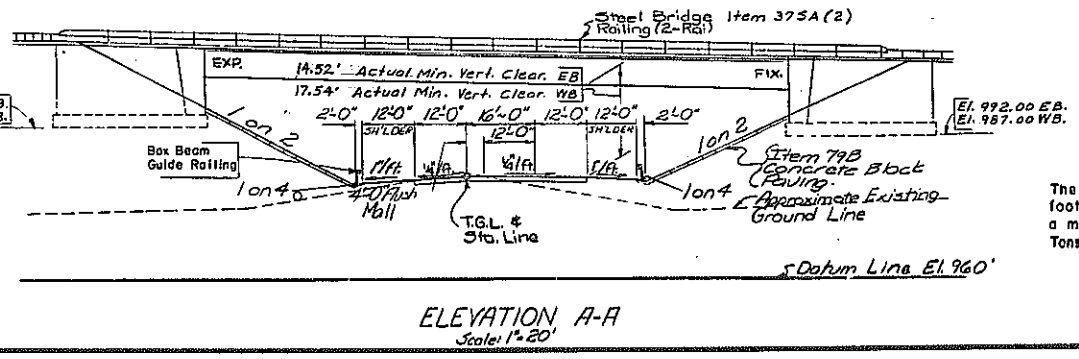 Steel Bridge Item 375A (2)
Railing (2-Rail)
EXP.
FIX.
14.52' Actual Min. Vert. Clear. EB
17.54' Actual Min. Vert. Clear. WB
2'-0" 12'-0" 12'-0" 16'-0" 12'-0" 12'-0" 2'-0"
SH'LDER
12'-0"
SH'LDER
B.
B.
El. 992.00 EB.
El. 987.00 WB.
1 on 2
1 on 2
Box Beam
Guide Railing
1"/ft.
1/4"/ft.
1/4"/ft.
1"/ft.
Item 79B
Concrete Block
Paving.
1 on 4
1 on 4
4'-0" Flush
Mall
Approximate Existing
Ground Line
T.G.L. &
Sta. Line
The
foot
a m
Tons
Datum Line El. 960'
ELEVATION A-A
Scale: 1"=20'